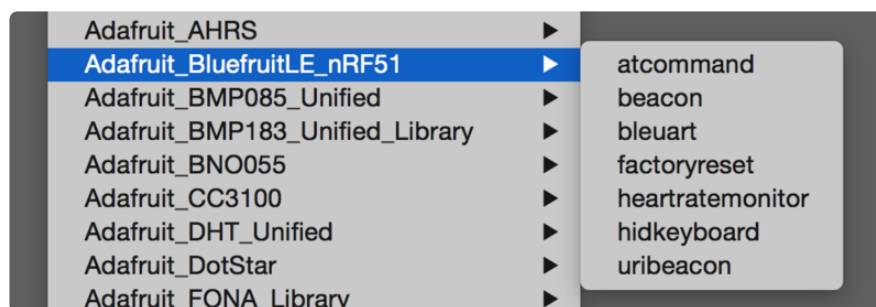 Adafruit_AHRS
Adafruit_BluefruitLE_nRF51
Adafruit_BMP085_Unified
Adafruit_BMP183_Unified_Library
Adafruit_BNO055
Adafruit_CC3100
Adafruit_DHT_Unified
Adafruit_DotStar
Adafruit_FONA_Library
atcommand
beacon
bleuart
factoryreset
heartratemonitor
hidkeyboard
uribeacon